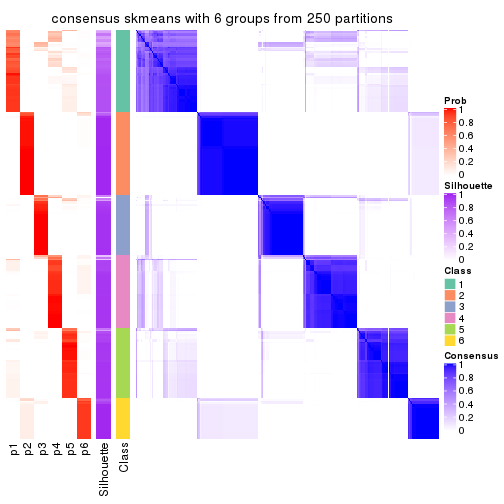 consensus skmeans with 6 groups from 250 partitions
Prob
1
0.8
0.6
0.4
0.2
0
Silhouette
1
0.8
0.6
0.4
0.2
0
Class
1
2
3
4
5
6
Consensus
1
0.8
0.6
0.4
0.2
0
p1
p2
p3
p4
p5
p6
Silhouette
Class